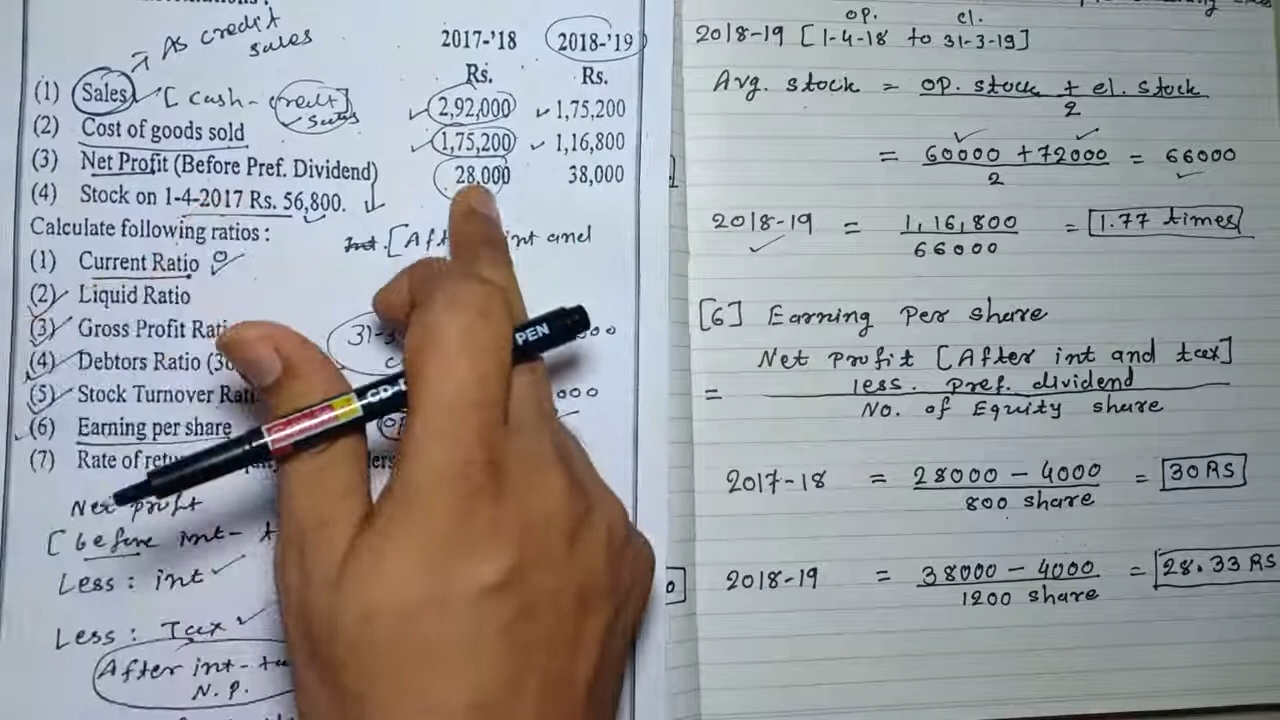 As credit
sales
2017-'18 2018-'19
Rs. Rs.
(1) Sales [Cash - credit] 2,92,000 1,75,200
sales
(2) Cost of goods sold 1,75,200 1,16,800
(3) Net Profit (Before Pref. Dividend) 28,000 38,000
(4) Stock on 1-4-2017 Rs. 56,800.
Calculate following ratios :
int and
(1) Current Ratio
(2) Liquid Ratio
(3) Gross Profit
(4) Debtors Ratio
(5) Stock Turnover
(6) Earning per share
(7) Rate of
PEN
Net profit
[before int -
Less : int
Less : Tax
After int -
N.P.
op. cl.
2018-19 [1-4-18 to 31-3-19]
Avg. stock = op. stock + cl. stock
2
= 60000 + 72000 = 66000
2
2018-19 = 1,16,800 = 1.77 times
66000
[6] Earning Per share
Net Profit [After int and tax]
= less. Pref. dividend
No. of Equity share
2017-18 = 28000 - 4000 = 30 RS
800 share
2018-19 = 38000 - 4000 = 28.33 RS
1200 share